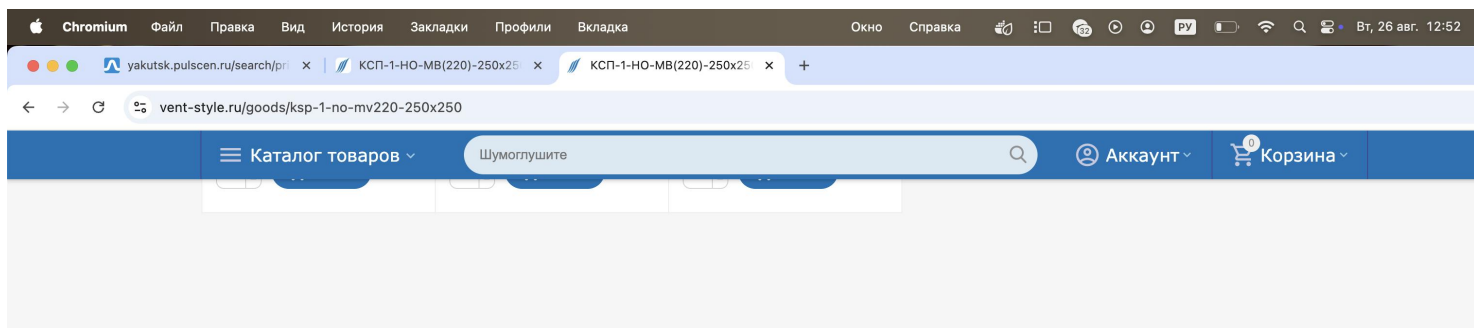 Chromium Файл Правка Вид История Закладки Профили Вкладка Окно Справка 32 РУ Вт, 26 авг. 12:52
yakutsk.pulscen.ru/search/pri КСП-1-НО-МВ(220)-250x25 КСП-1-НО-МВ(220)-250x25
vent-style.ru/goods/ksp-1-no-mv220-250x250
Каталог товаров Шумоглушите 0 Аккаунт Корзина